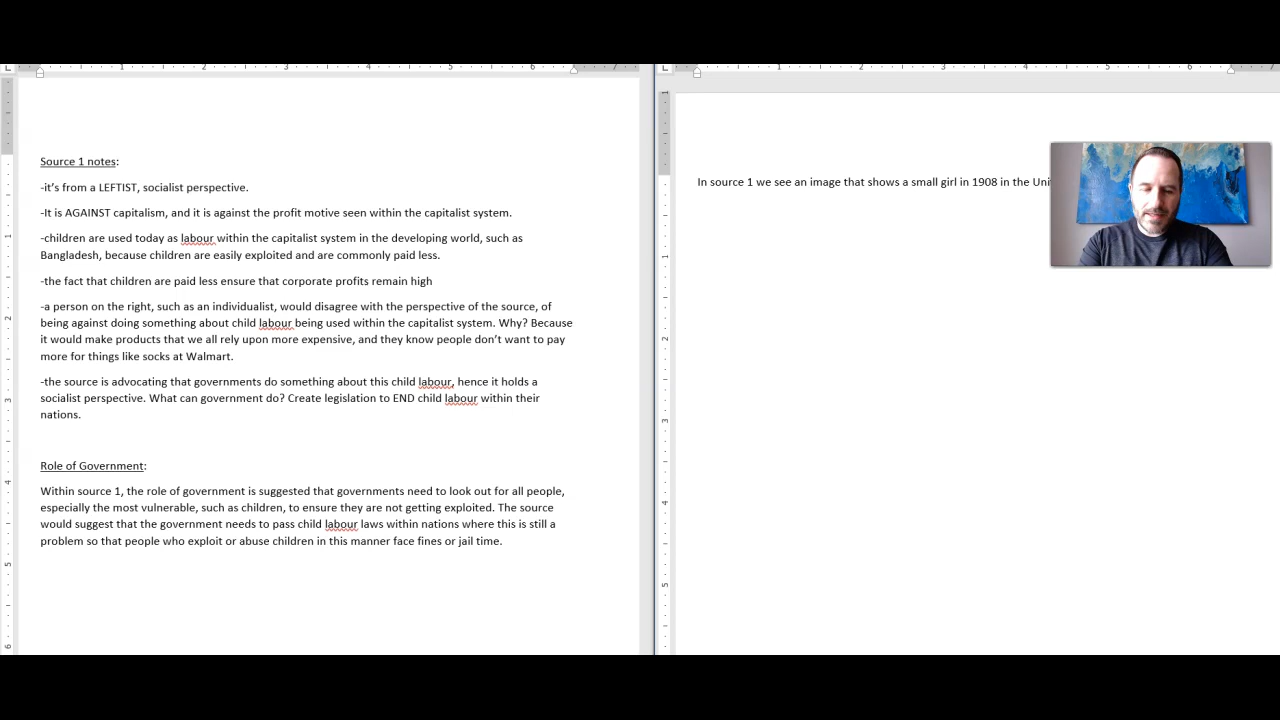 Source 1 notes:
-it's from a LEFTIST, socialist perspective.
-It is AGAINST capitalism, and it is against the profit motive seen within the capitalist system.
-children are used today as labour within the capitalist system in the developing world, such as
Bangladesh, because children are easily exploited and are commonly paid less.
-the fact that children are paid less ensure that corporate profits remain high
-a person on the right, such as an individualist, would disagree with the perspective of the source, of
being against doing something about child labour being used within the capitalist system. Why? Because
it would make products that we all rely upon more expensive, and they know people don't want to pay
more for things like socks at Walmart.
-the source is advocating that governments do something about this child labour, hence it holds a
socialist perspective. What can government do? Create legislation to END child labour within their
nations.
Role of Government:
Within source 1, the role of government is suggested that governments need to look out for all people,
especially the most vulnerable, such as children, to ensure they are not getting exploited. The source
would suggest that the government needs to pass child labour laws within nations where this is still a
problem so that people who exploit or abuse children in this manner face fines or jail time.
In source 1 we see an image that shows a small girl in 1908 in the Uni